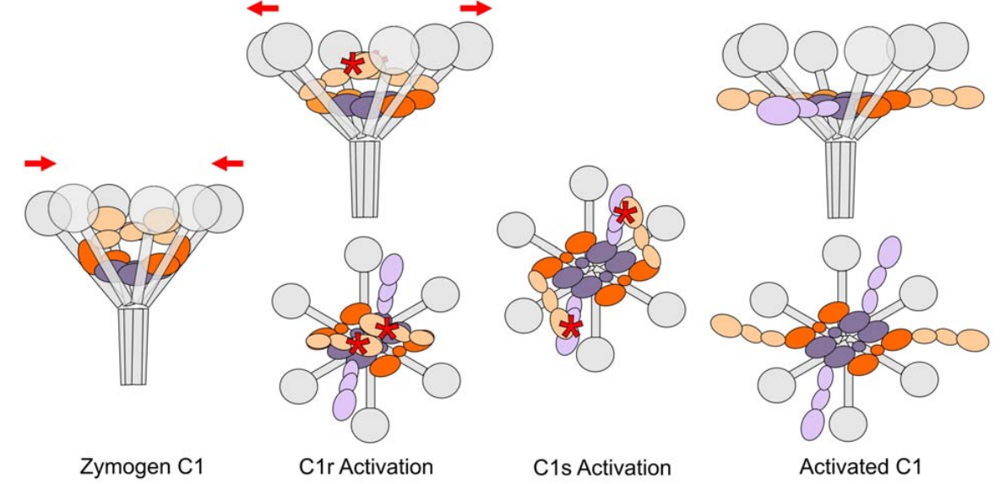 Zymogen C1
C1r Activation
C1s Activation
Activated C1